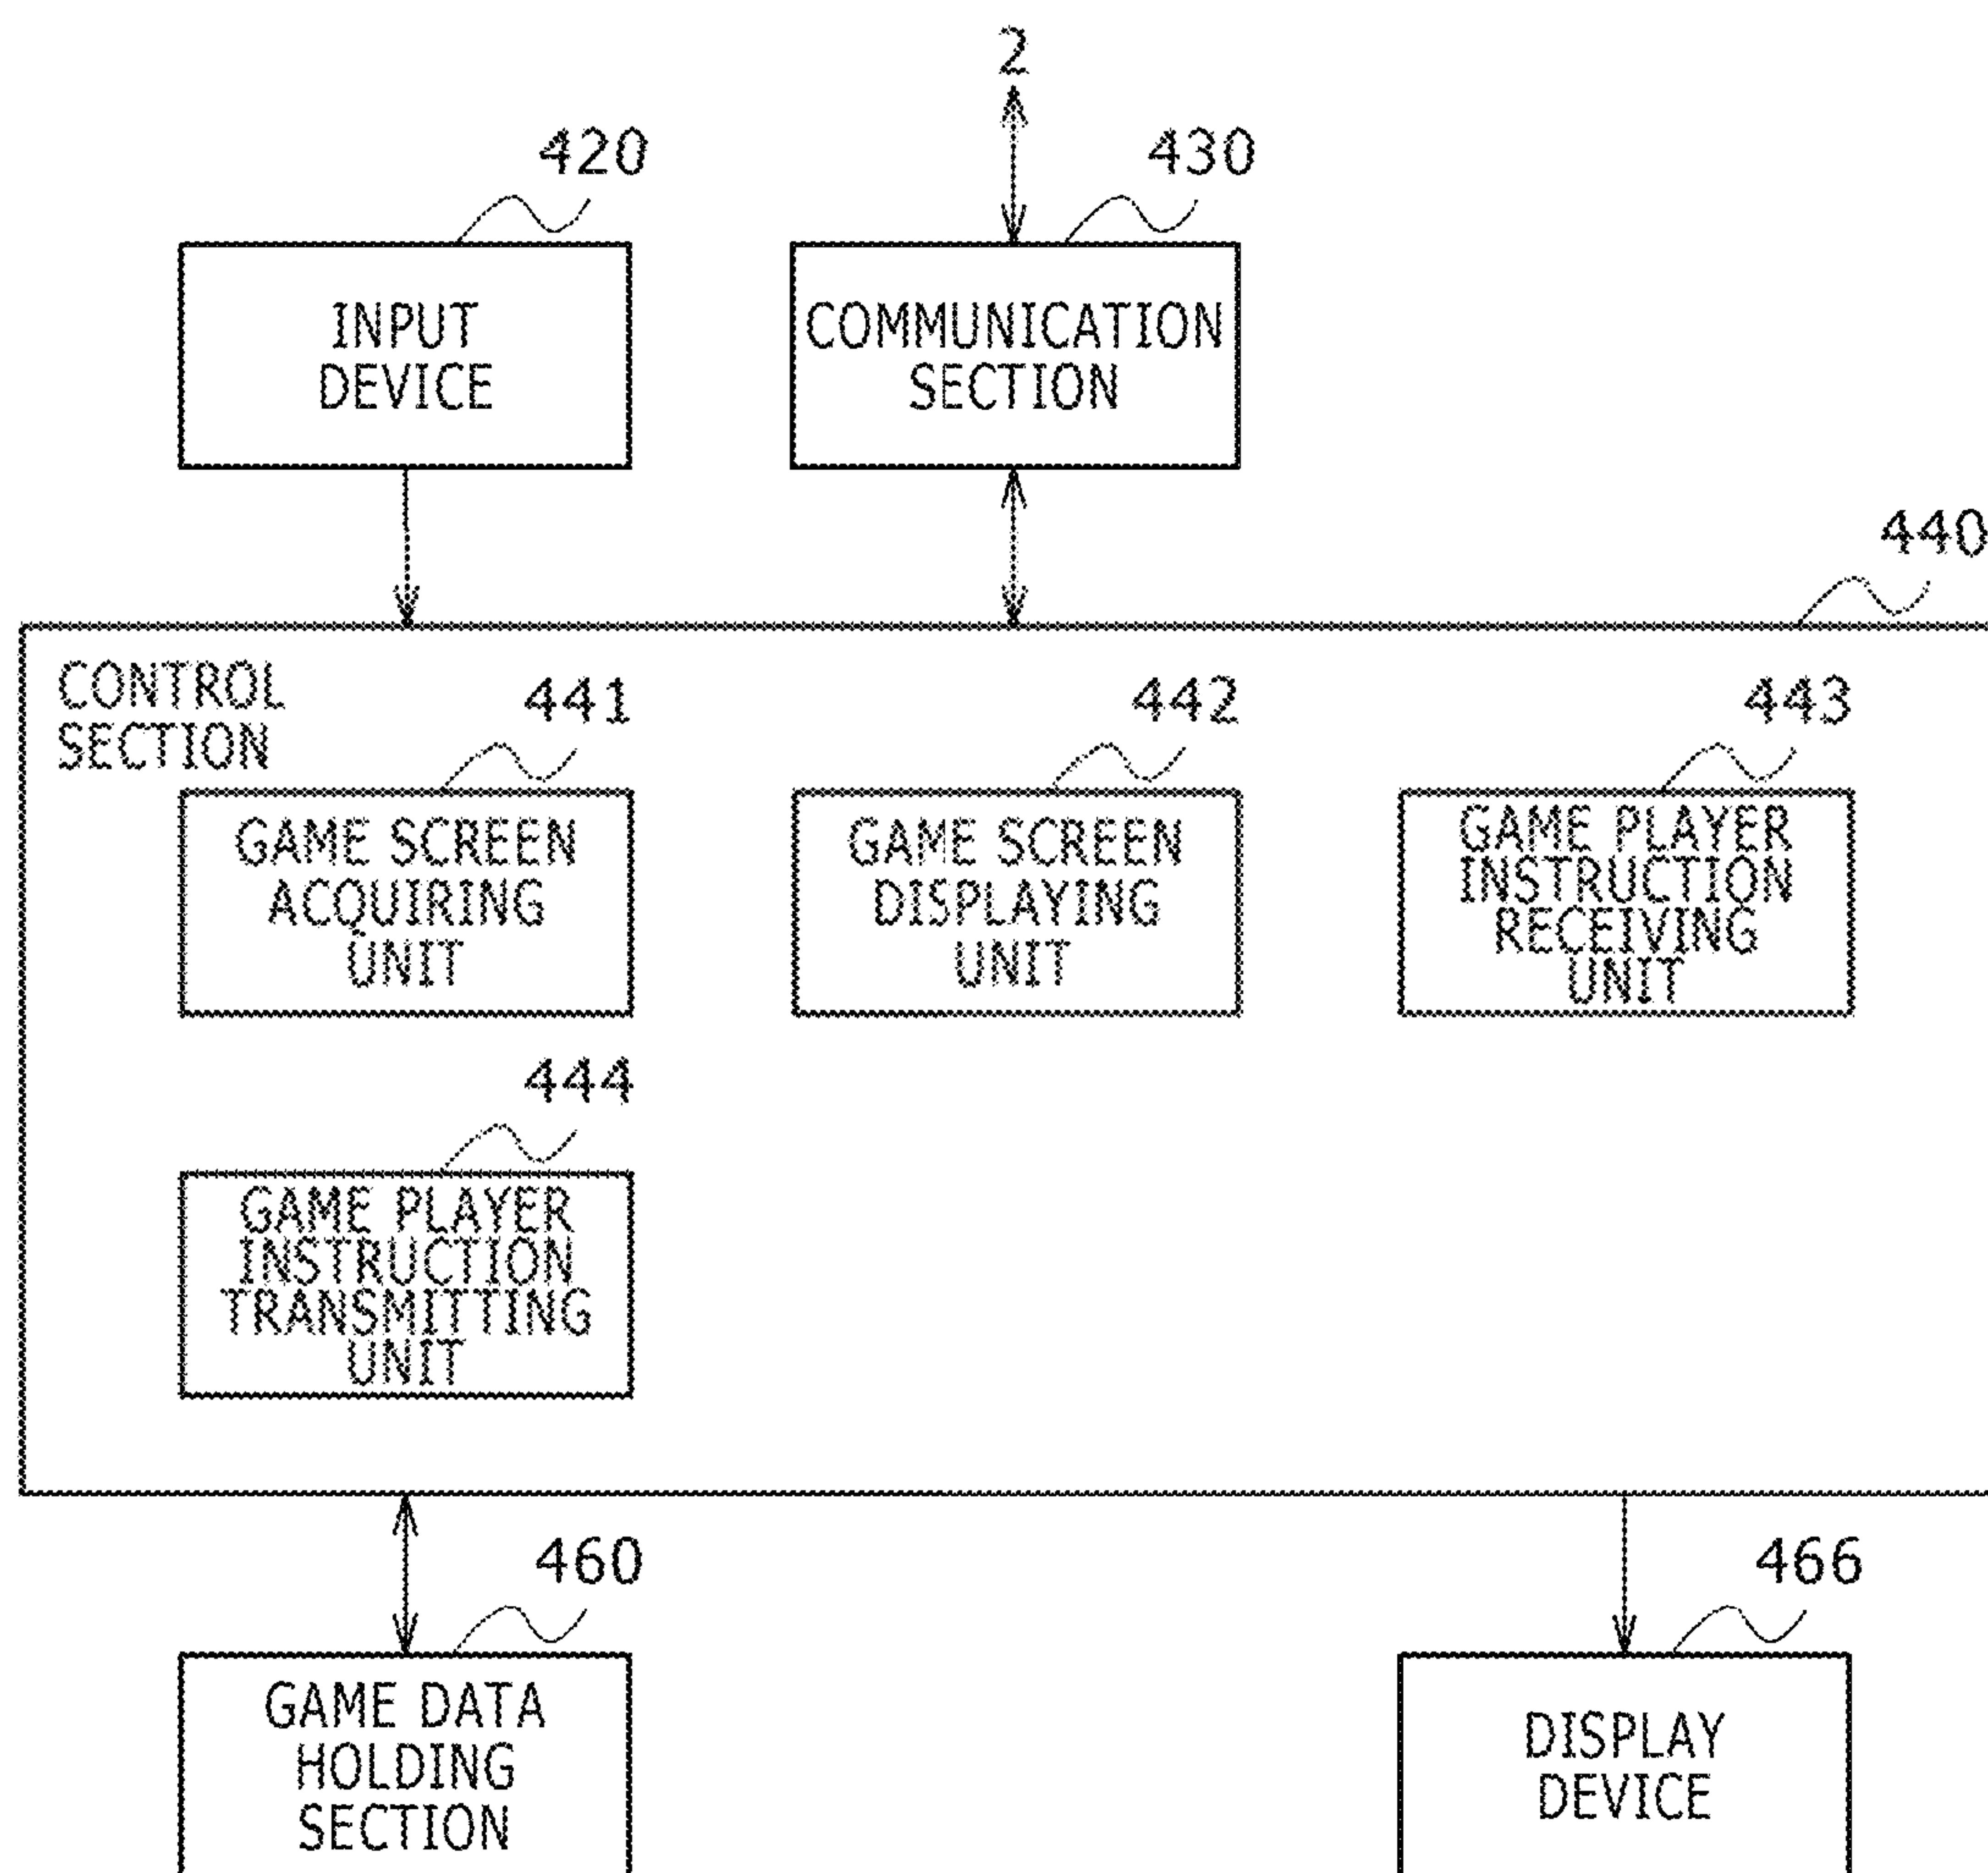 2
420
430
INPUT
DEVICE
COMMUNICATION
SECTION
440
CONTROL
SECTION
441
442
443
GAME SCREEN
ACQUIRING
UNIT
GAME SCREEN
DISPLAYING
UNIT
GAME PLAYER
INSTRUCTION
RECEIVING
UNIT
444
GAME PLAYER
INSTRUCTION
TRANSMITTING
UNIT
460
466
GAME DATA
HOLDING
SECTION
DISPLAY
DEVICE